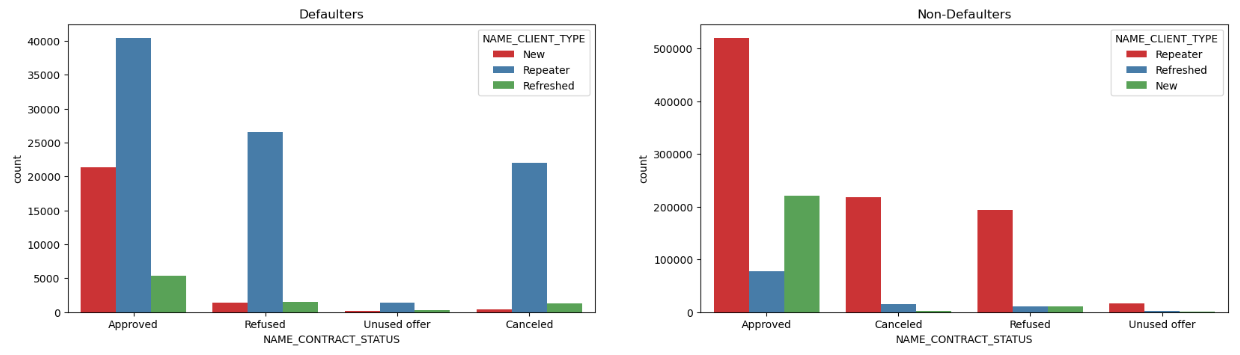 Defaulters
count
40000
35000
30000
25000
20000
15000
10000
5000
0
NAME_CLIENT_TYPE
New
Repeater
Refreshed
Approved
Refused
Unused offer
Canceled
NAME_CONTRACT_STATUS
Non-Defaulters
count
500000
400000
300000
200000
100000
0
NAME_CLIENT_TYPE
Repeater
Refreshed
New
Approved
Canceled
Refused
Unused offer
NAME_CONTRACT_STATUS